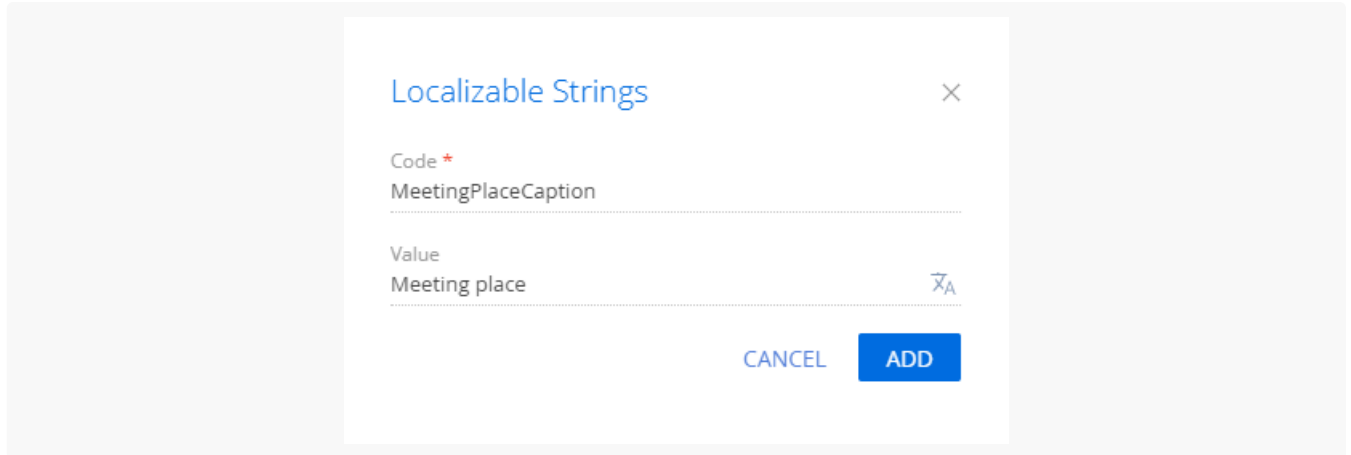 Localizable Strings
Code *
MeetingPlaceCaption
Value
Meeting place
CANCEL ADD